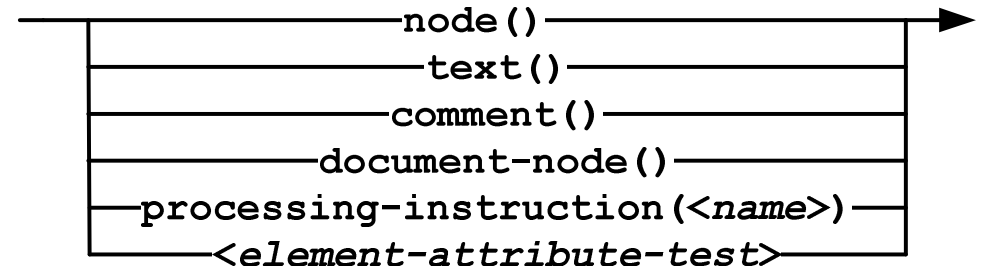 node()
text()
comment()
document-node()
processing-instruction(<name>)
<element-attribute-test>